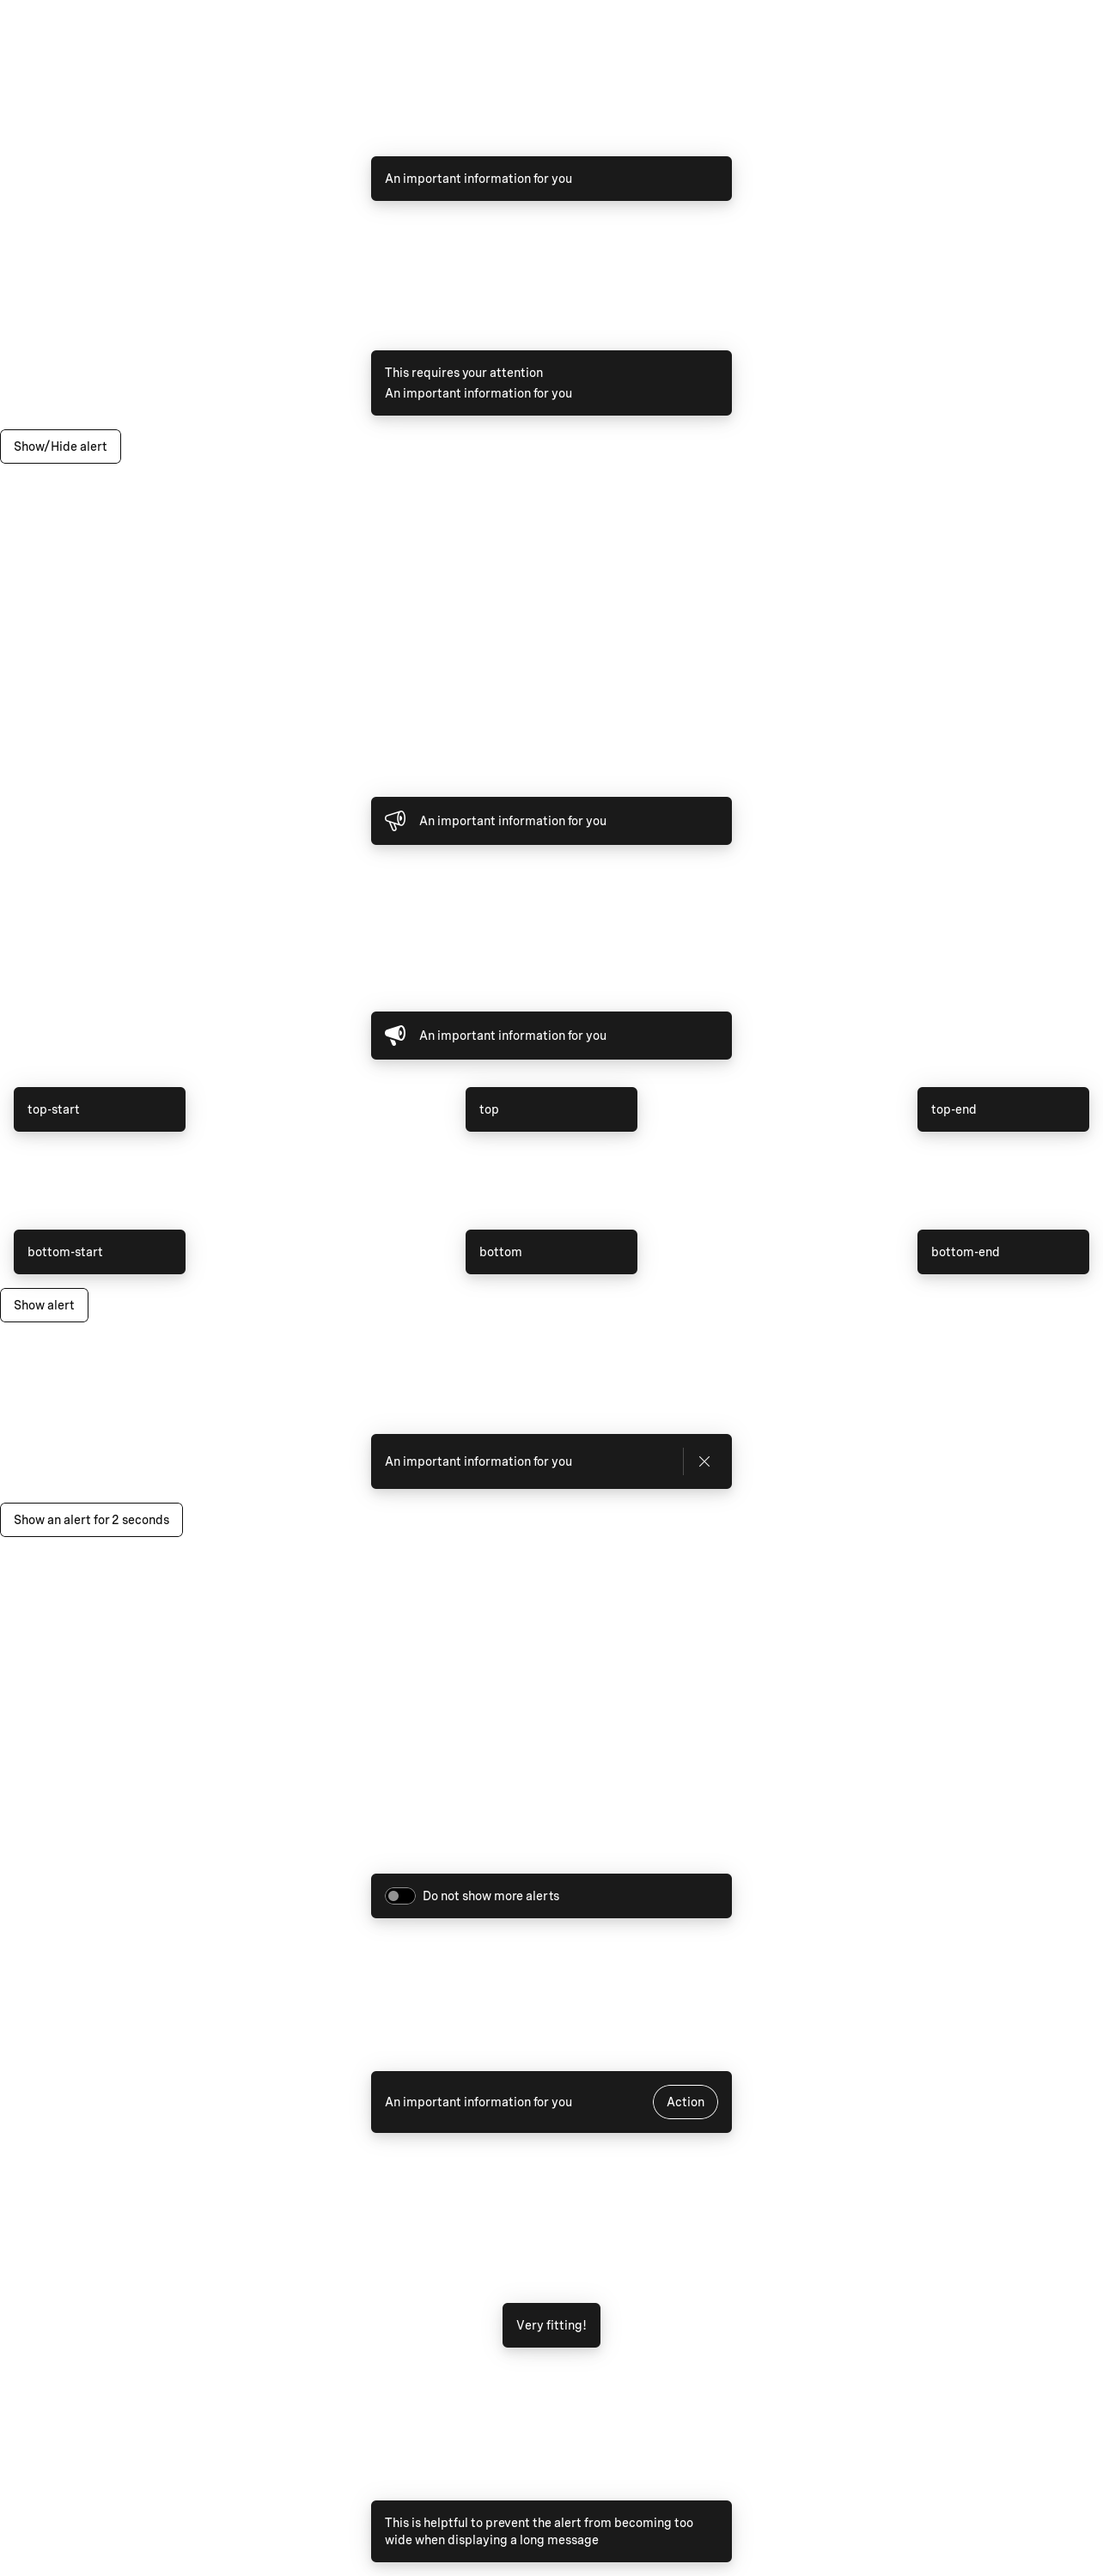 An important information for you
This requires your attention
An important information for you
Show/Hide alert
An important information for you
An important information for you
top-start
top
top-end
bottom-start
bottom
bottom-end
Show alert
An important information for you
Show an alert for 2 seconds
Do not show more alerts
An important information for you
Action
Very fitting!
This is helptful to prevent the alert from becoming too
wide when displaying a long message